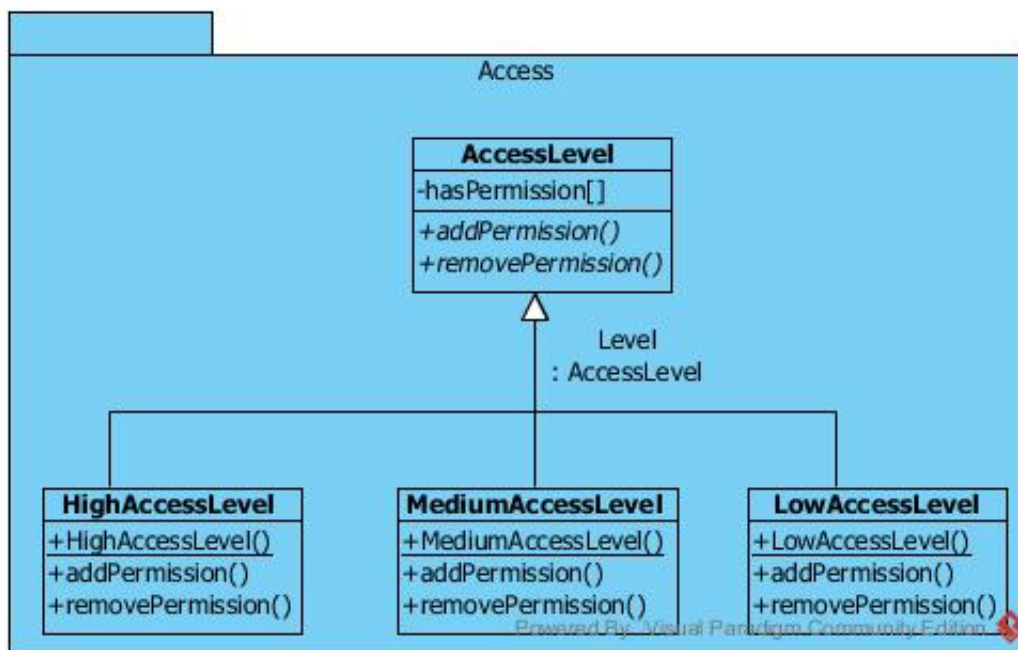 Access
AccessLevel
-hasPermission[]
+addPermission()
+removePermission()
Level
: AccessLevel
HighAccessLevel
+HighAccessLevel()
+addPermission()
+removePermission()
MediumAccessLevel
+MediumAccessLevel()
+addPermission()
+removePermission()
LowAccessLevel
+LowAccessLevel()
+addPermission()
+removePermission()
Powered By Visual Paradigm Community Edition